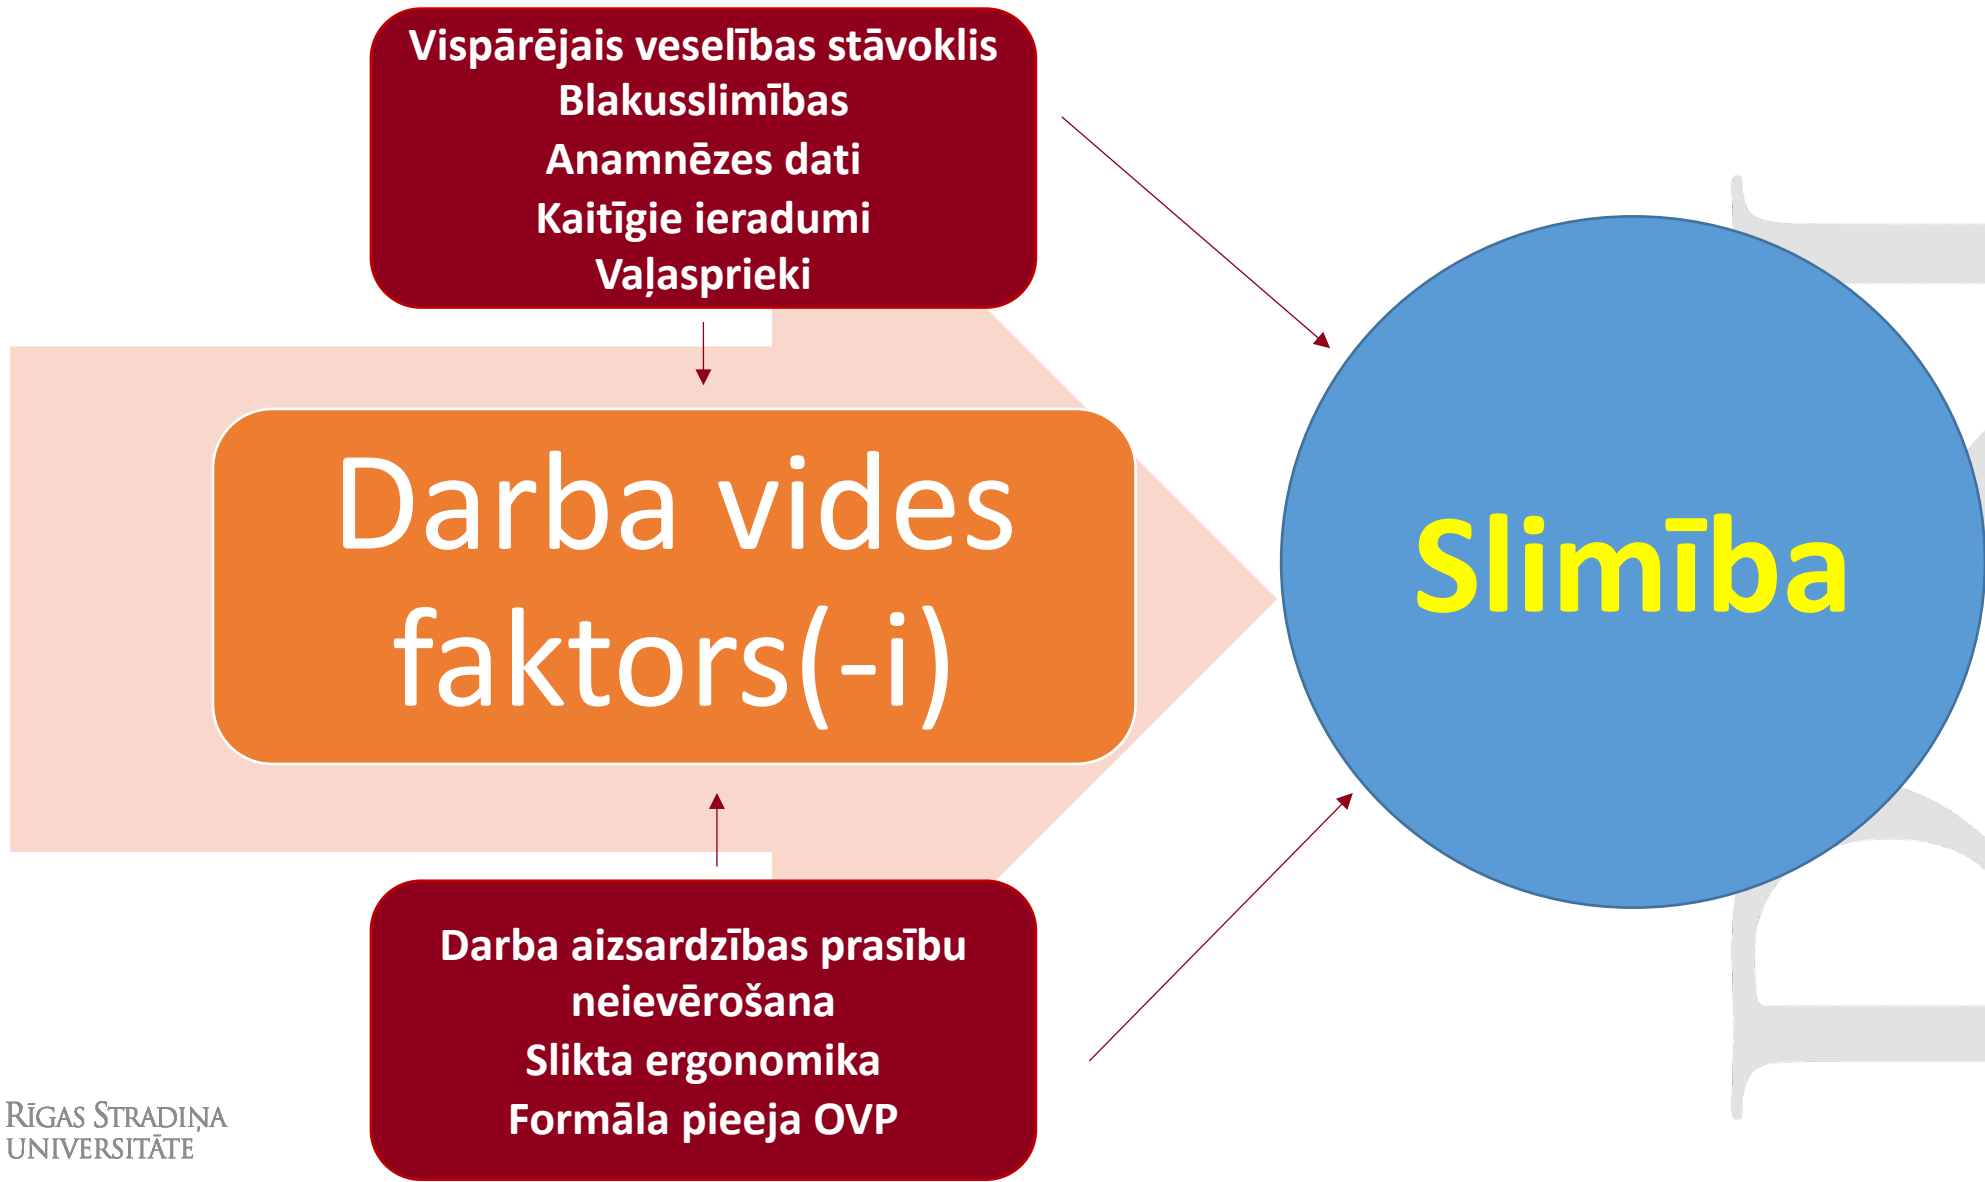 Vispārējais veselības stāvoklis
Blakusslimības
Anamnēzes dati
Kaitīgie ieradumi
Vaļasprieki
Darba vides
faktors(-i)
Slimība
Darba aizsardzības prasību
neievērošana
Slikta ergonomika
Formāla pieeja OVP
RĪGAS STRADIŅA
UNIVERSITĀTE